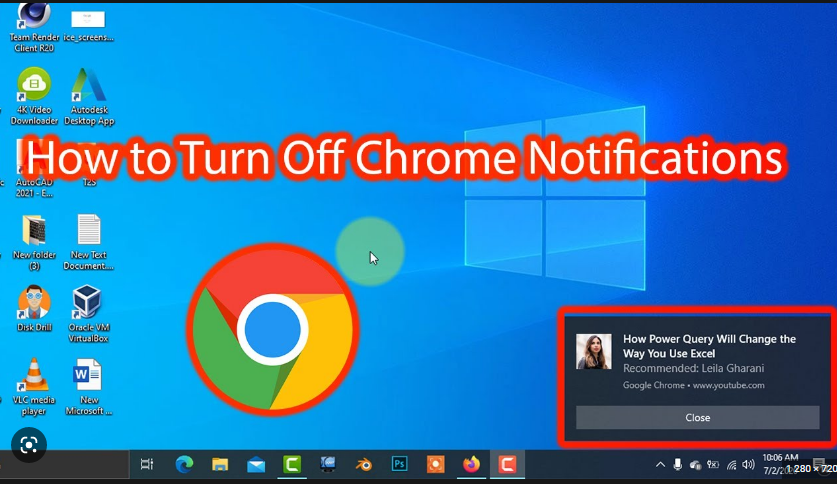 Team Render
Client R20
ice_screens...
4K Video
Downloader
Autodesk
Desktop App
How to Turn Off Chrome Notifications
AutoCAD
2021 - E...
T2S
New folder
(3)
New Text
Document....
Disk Drill
Oracle VM
VirtualBox
VLC media
player
New
Microsoft ...
How Power Query Will Change the
Way You Use Excel
Recommended: Leila Gharani
Google Chrome • www.youtube.com
Close
W
Ps
C
C
10:06 AM
7/2/2
1 280 × 720